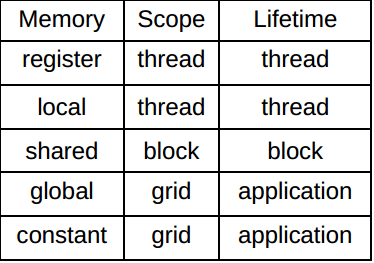 Memory Scope Lifetime
register thread thread
local thread thread
shared block block
global grid application
constant grid application